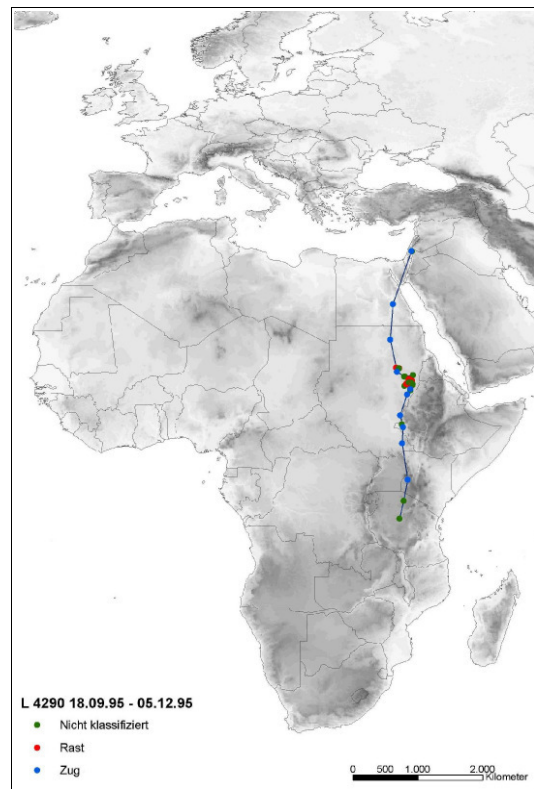 L 4290 18.09.95 - 05.12.95
Nicht klassifiziert
Rast
Zug
0 500 1.000 2.000
Kilometer